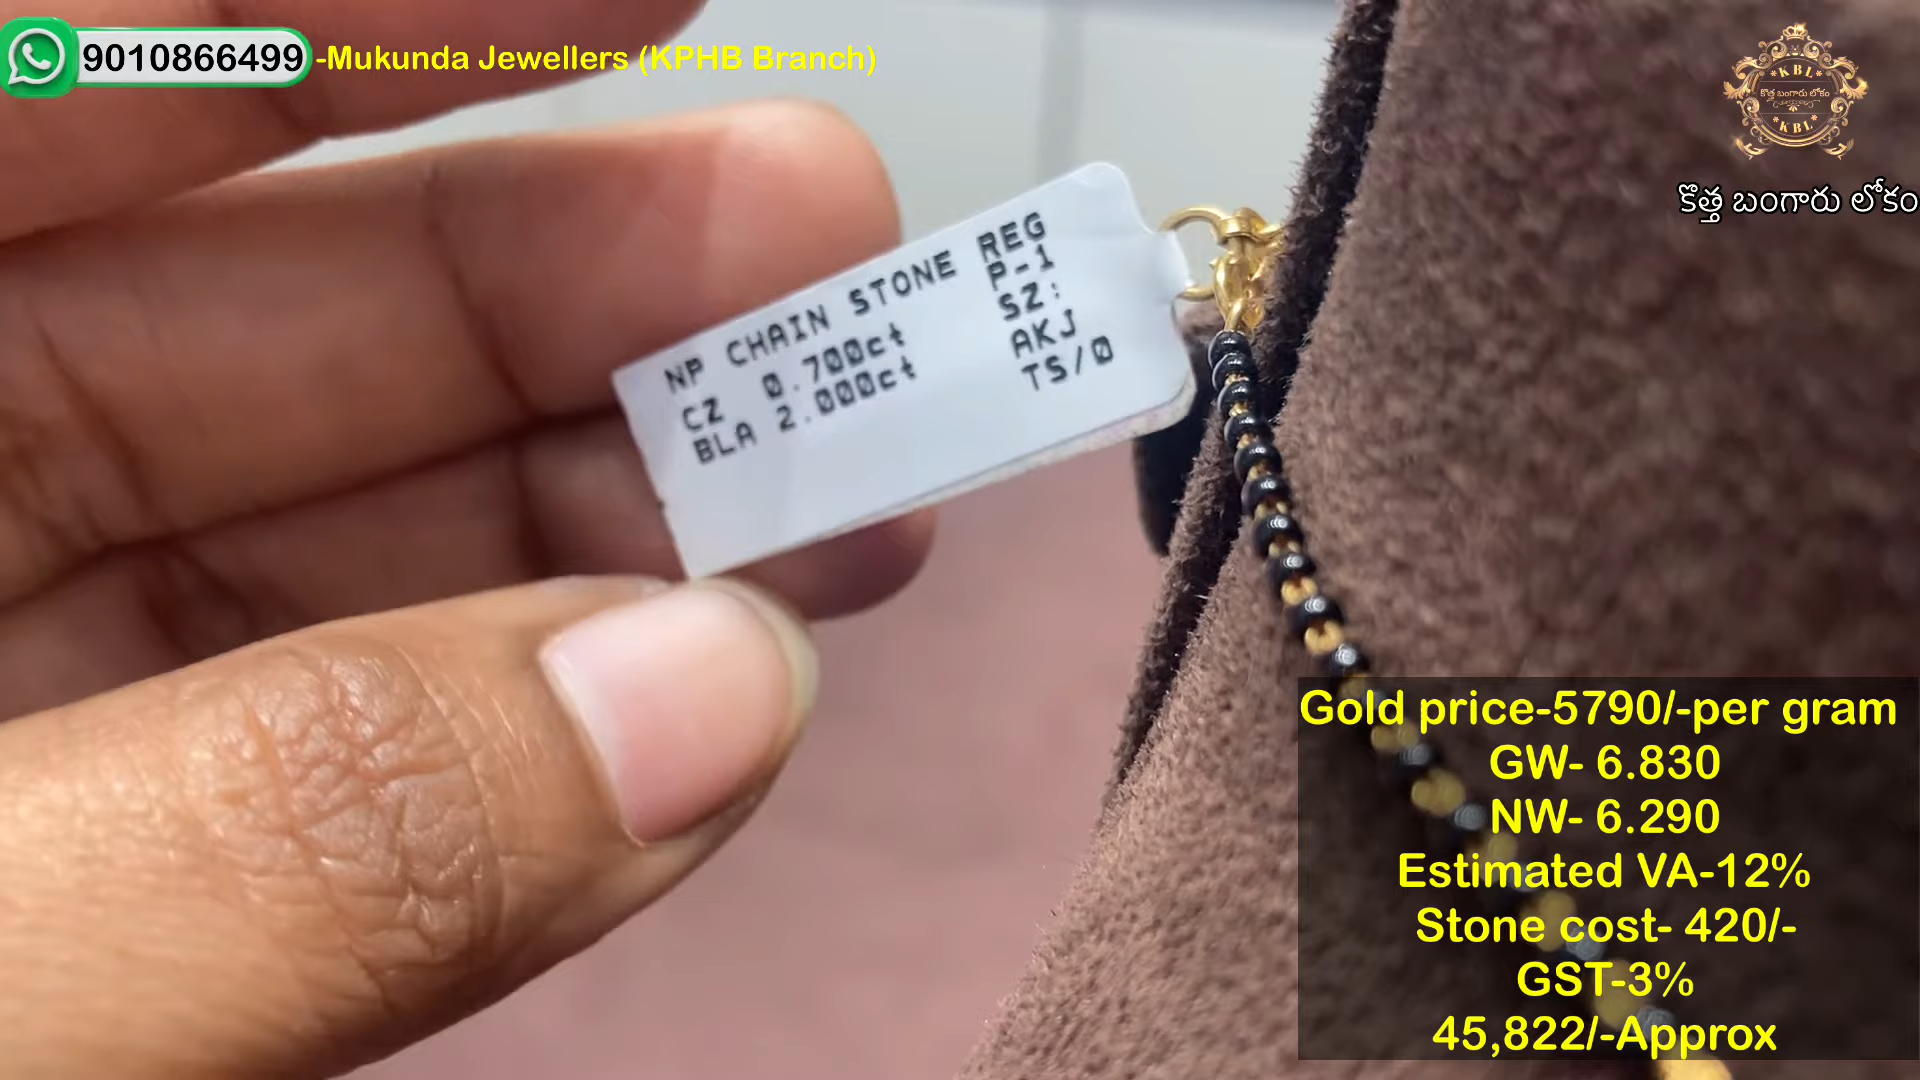 9010866499 -Mukunda Jewellers (KPHB Branch)
*KBL*
కొత్త బంగారు లోకం
*KBL*
కొత్త బంగారు లోకం
NP CHAIN STONE REG
CZ 0.700ct P-1
BLA 2.000ct SZ:
AKJ
TS/0
Gold price-5790/-per gram
GW- 6.830
NW- 6.290
Estimated VA-12%
Stone cost- 420/-
GST-3%
45,822/-Approx